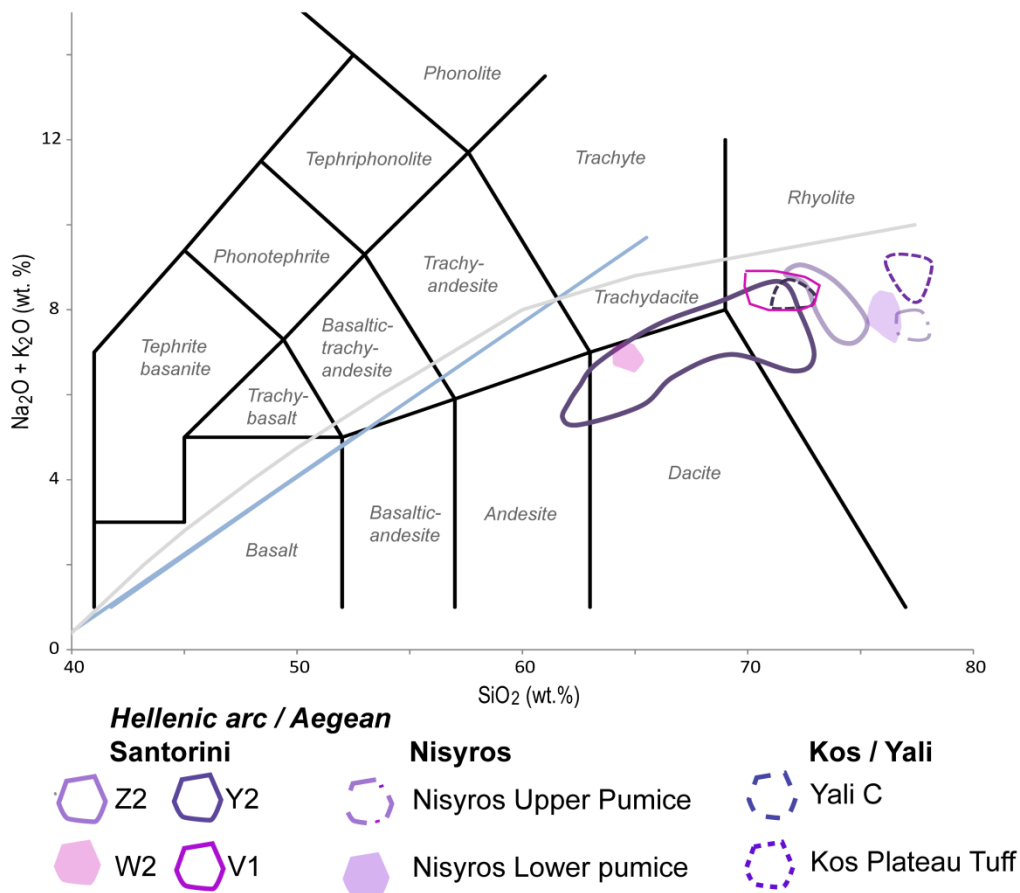 Phonolite
12
Tephriphonolite
Trachyte
Rhyolite
Phonotephrite
Trachy-
andesite
Na2O + K2O (wt. %)
8
Trachydacite
Basaltic-
trachy-
andesite
Tephrite
basanite
Trachy-
basalt
4
Dacite
Basaltic-
andesite
Andesite
Basalt
0
40
50
60
70
80
SiO2 (wt.%)
Hellenic arc / Aegean
Santorini
Nisyros
Kos / Yali
Z2
Y2
Nisyros Upper Pumice
Yali C
W2
V1
Nisyros Lower pumice
Kos Plateau Tuff